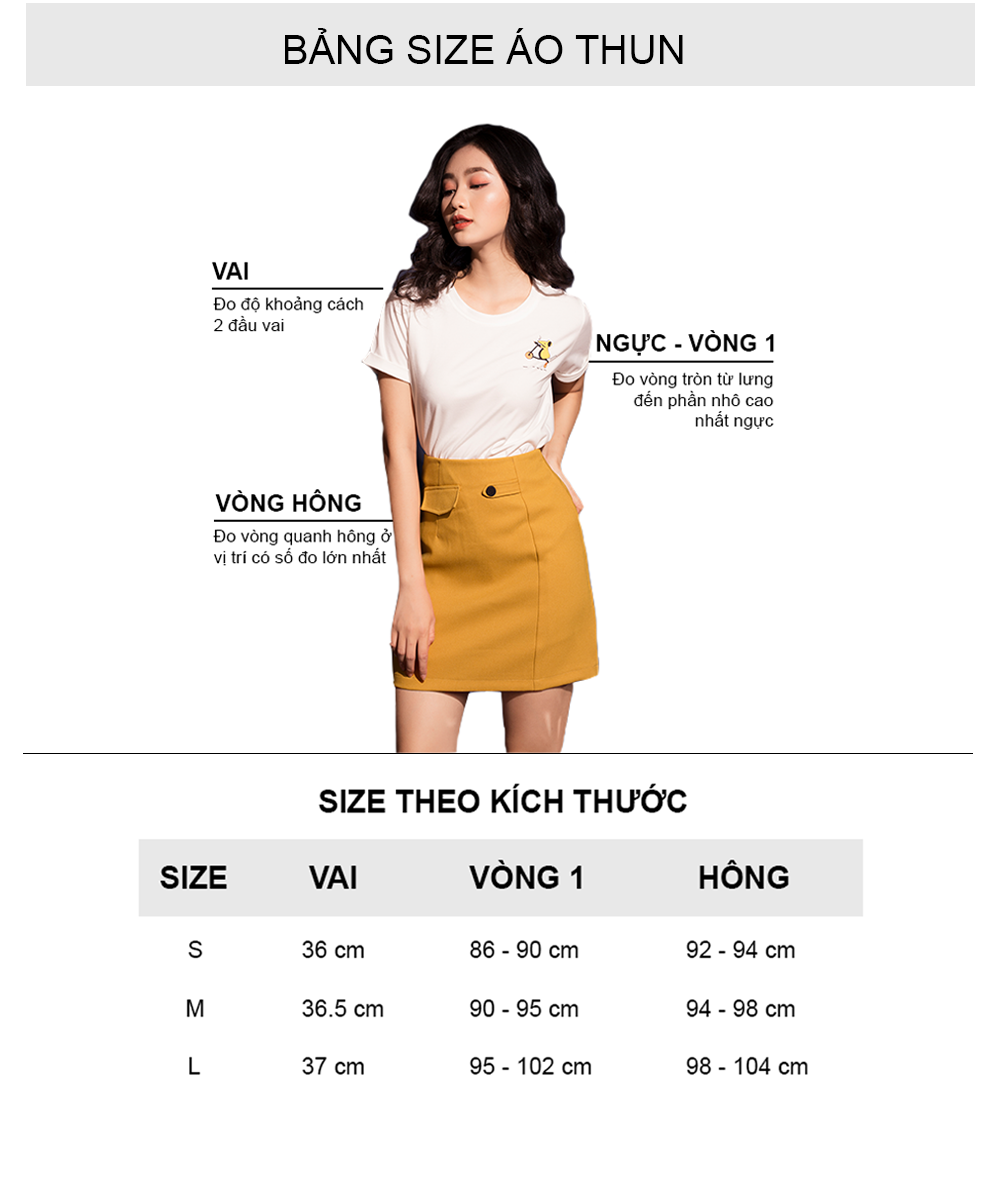 BẢNG SIZE ÁO THUN
VAI
Đo độ khoảng cách
2 đầu vai
NGỰC - VÒNG 1
Đo vòng tròn từ lưng
đến phần nhô cao
nhất ngực
VÒNG HÔNG
Đo vòng quanh hông ở
vị trí có số đo lớn nhất
SIZE THEO KÍCH THƯỚC
SIZE VAI VÒNG 1 HÔNG
S 36 cm 86 - 90 cm 92 - 94 cm
M 36.5 cm 90 - 95 cm 94 - 98 cm
L 37 cm 95 - 102 cm 98 - 104 cm